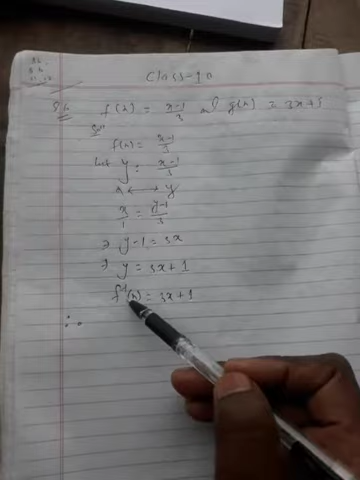 Class-10
f(x) = x-1/3 and g(x) = 3x+5
Soln
f(x) = x-1/3
Let y = x-1/3
x ↔ y
x/1 = y-1/3
⇒ y-1 = 3x
⇒ y = 3x+1
f⁻¹(x) = 3x+1
∴